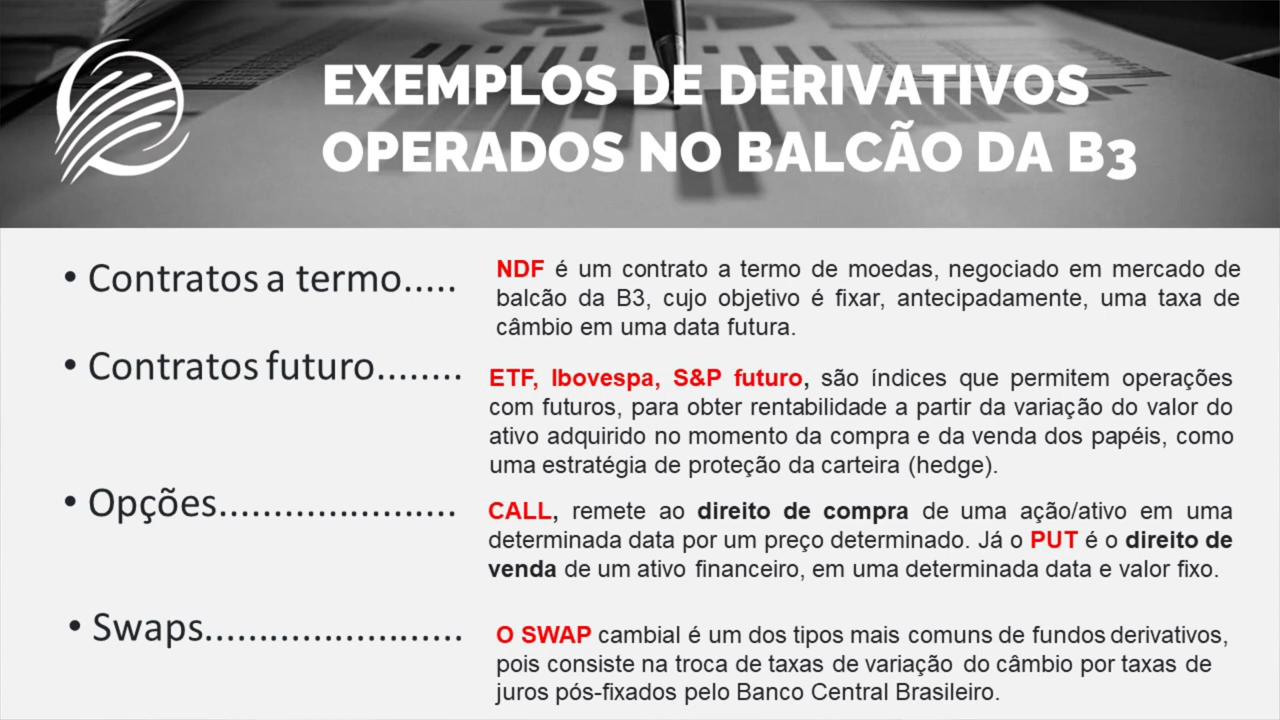 EXEMPLOS DE DERIVATIVOS
OPERADOS NO BALCÃO DA B3
• Contratos a termo.....
NDF é um contrato a termo de moedas, negociado em mercado de
balcão da B3, cujo objetivo é fixar, antecipadamente, uma taxa de
câmbio em uma data futura.
• Contratos futuro........
ETF, Ibovespa, S&P futuro, são índices que permitem operações
com futuros, para obter rentabilidade a partir da variação do valor do
ativo adquirido no momento da compra e da venda dos papéis, como
uma estratégia de proteção da carteira (hedge).
• Opções......................
CALL, remete ao direito de compra de uma ação/ativo em uma
determinada data por um preço determinado. Já o PUT é o direito de
venda de um ativo financeiro, em uma determinada data e valor fixo.
• Swaps........................
O SWAP cambial é um dos tipos mais comuns de fundos derivativos,
pois consiste na troca de taxas de variação do câmbio por taxas de
juros pós-fixados pelo Banco Central Brasileiro.